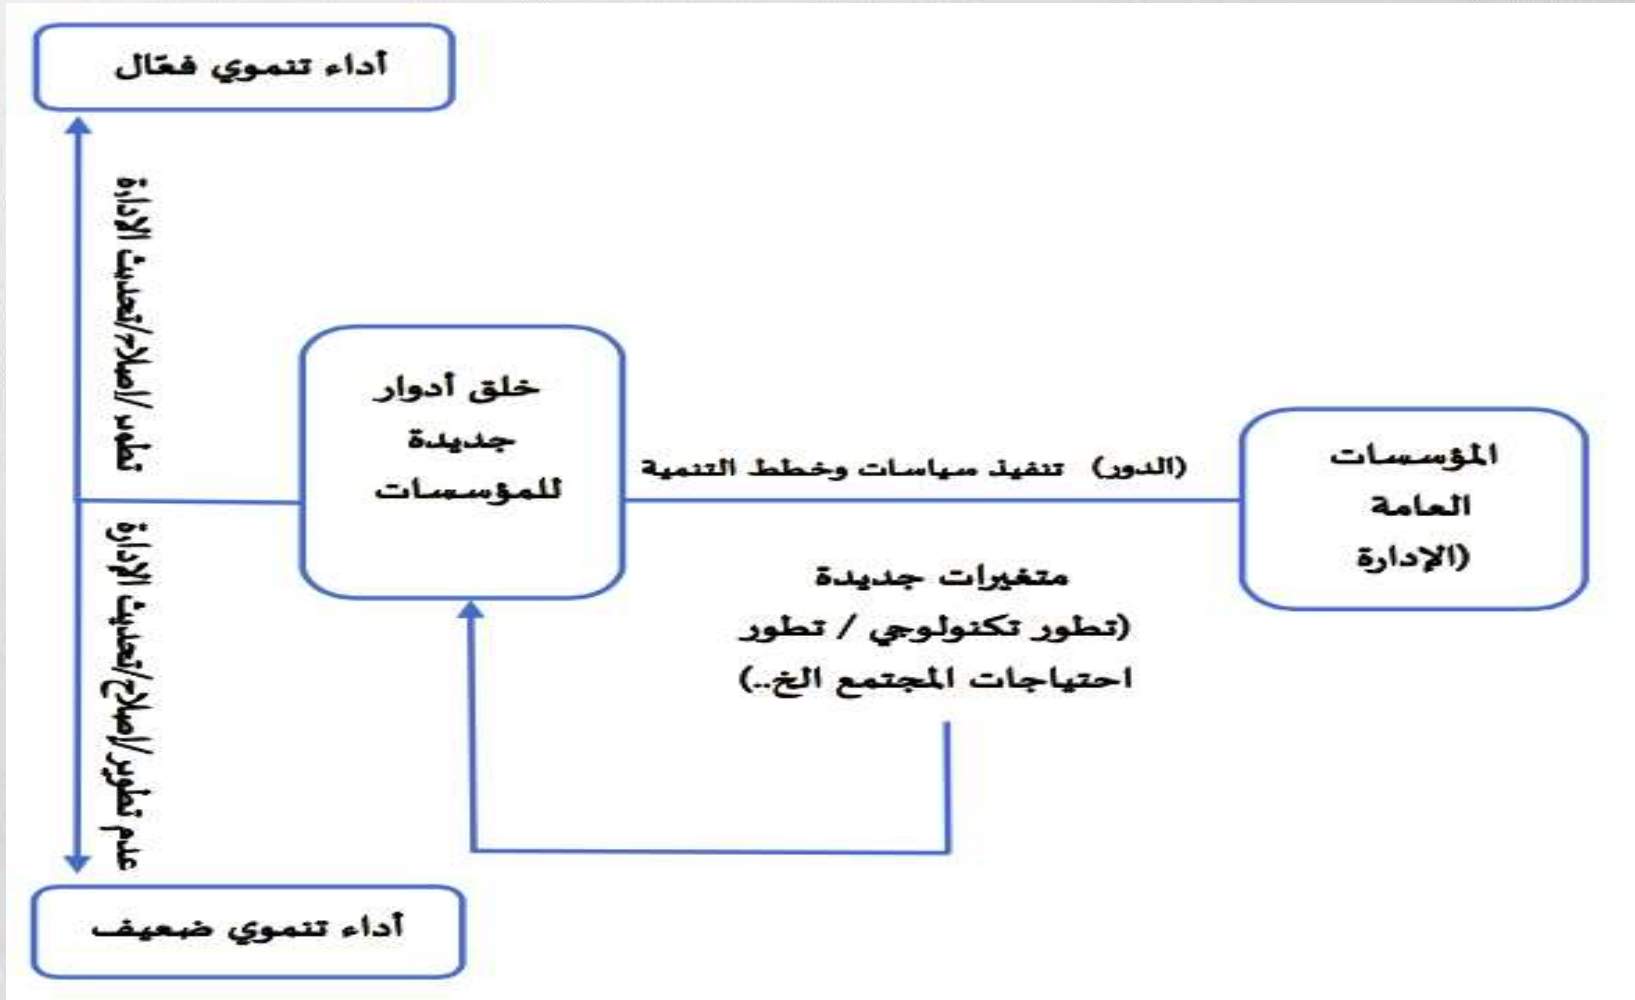 أداء تنموي فعّال
تطور/إصلاح/تحديث الإدارة
خلق أدوار
جديدة
للمؤسسات
(الدور) تنفيذ سياسات وخطط التنمية
المؤسسات
العامة
(الإدارة
متغيرات جديدة
(تطور تكنولوجي / تطور
احتياجات المجتمع الخ..)
عدم تطوير/إصلاح/تحديث الإدارة
أداء تنموي ضعيف